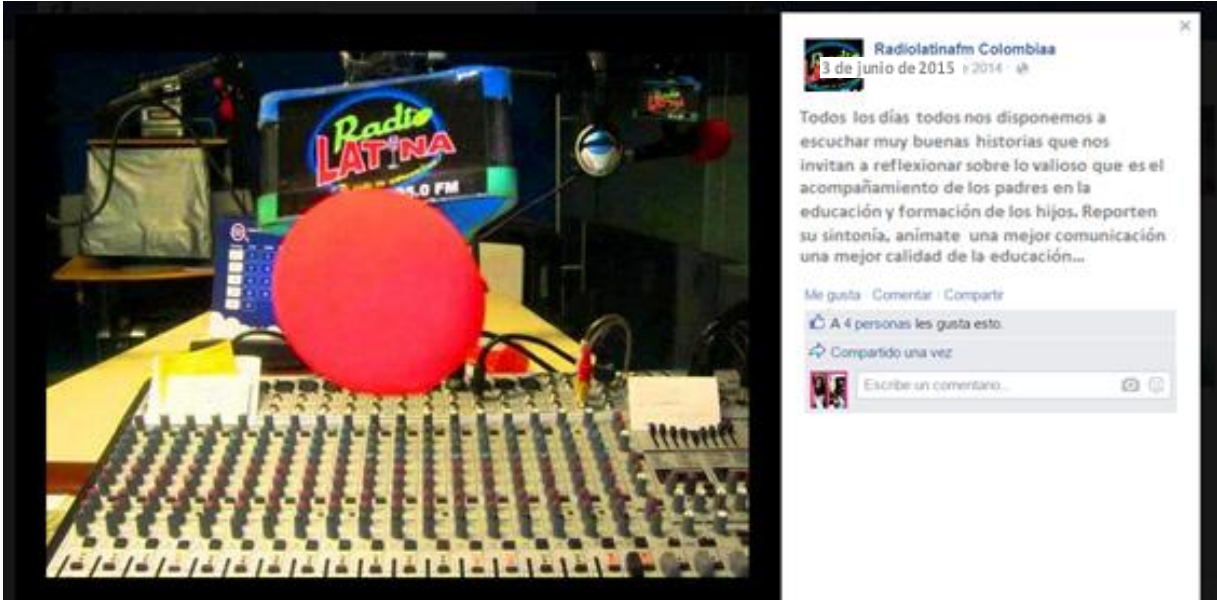 Radio
LATINA
.0 FM
Radiolatinafm Colombiaa
3 de junio de 2015 2014
Todos los días todos nos disponemos a
escuchar muy buenas historias que nos
invitan a reflexionar sobre lo valioso que es el
acompañamiento de los padres en la
educación y formación de los hijos. Reporten
su sintonía, anímate una mejor comunicación
una mejor calidad de la educación...
Me gusta · Comentar · Compartir
A 4 personas les gusta esto.
Compartido una vez
Escribe un comentario...